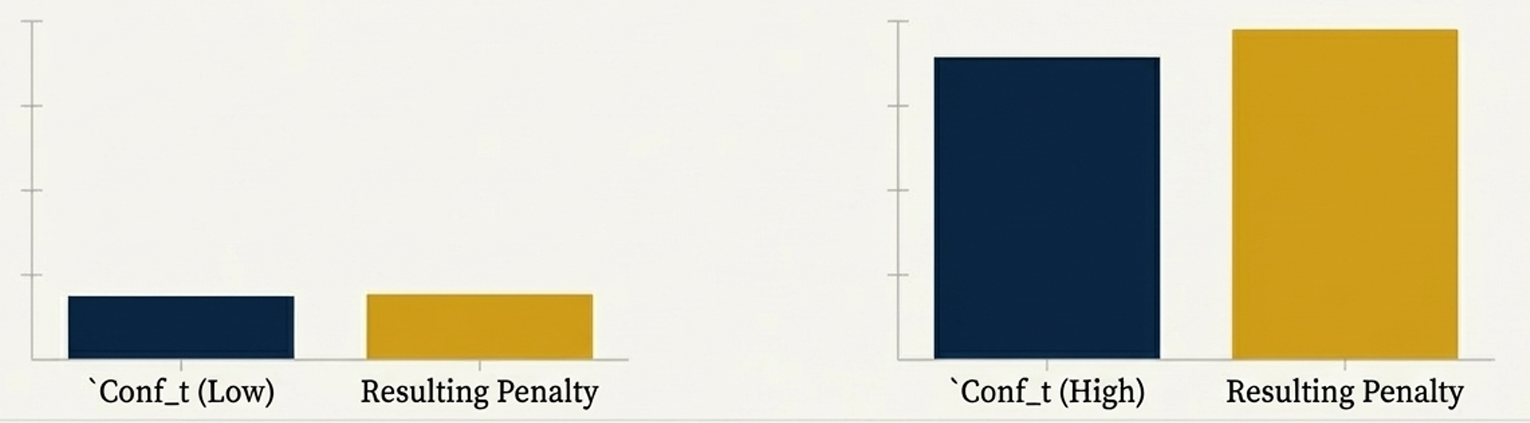 `Conf_t (Low)
Resulting Penalty
`Conf_t (High)
Resulting Penalty